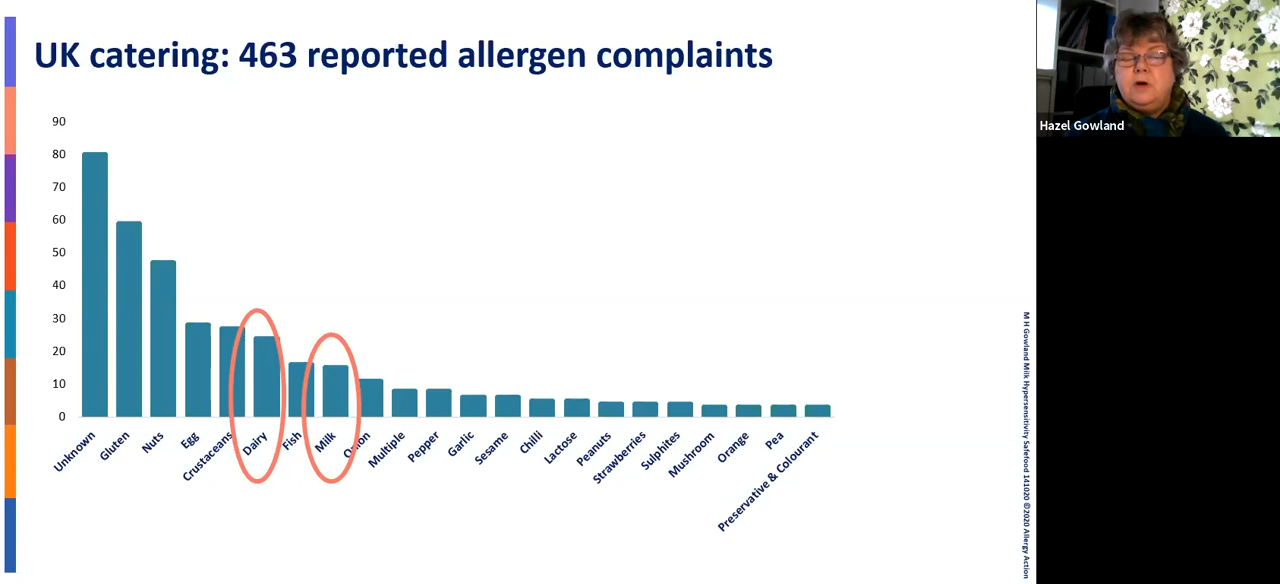 UK catering: 463 reported allergen complaints
90
80
70
60
50
40
30
20
10
0
Unknown
Gluten
Nuts
Egg
Crustaceans
Dairy
Fish
Milk
Onion
Multiple
Pepper
Garlic
Sesame
Chilli
Lactose
Peanuts
Strawberries
Sulphites
Mushroom
Orange
Pea
Preservative & Colourant
M H Gowland Milk Hypersensitivity Safefood 141020 ©2020 Allergy Action
Hazel Gowland